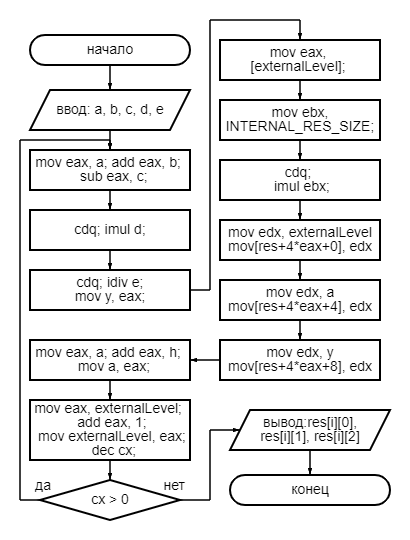 начало
ввод: a, b, c, d, e
mov eax, a; add eax, b;
sub eax, c;
cdq; imul d;
cdq; idiv e;
mov y, eax;
mov eax,
[externalLevel];
mov ebx,
INTERNAL_RES_SIZE;
cdq;
imul ebx;
mov edx, externalLevel
mov[res+4*eax+0], edx
mov edx, a
mov[res+4*eax+4], edx
mov edx, y
mov[res+4*eax+8], edx
mov eax, a; add eax, h;
mov a, eax;
mov eax, externalLevel;
add eax, 1;
mov externalLevel, eax;
dec cx;
да
cx > 0
нет
вывод:res[i][0],
res[i][1], res[i][2]
конец